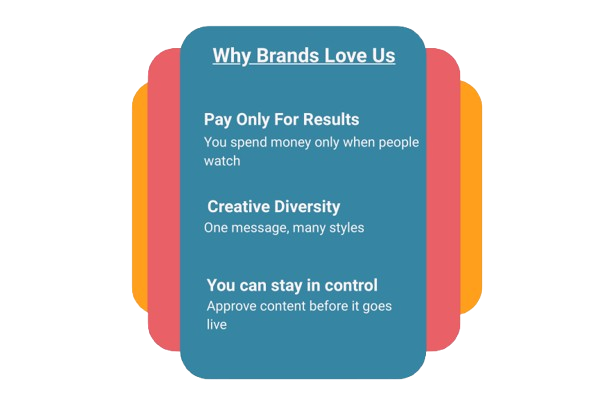 Why Brands Love Us
Pay Only For Results
You spend money only when people
watch
Creative Diversity
One message, many styles
You can stay in control
Approve content before it goes
live